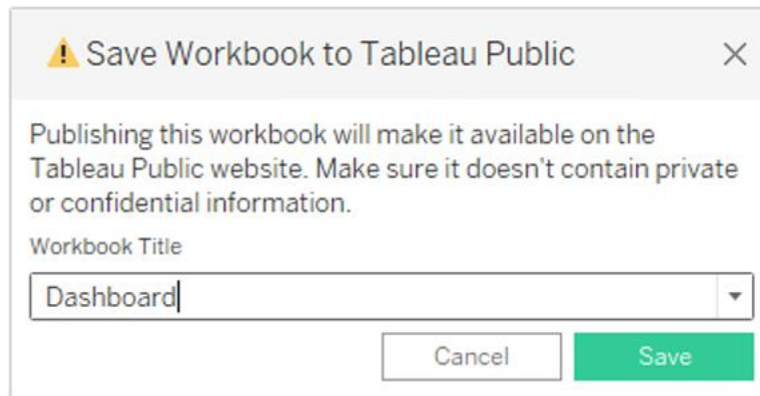 Save Workbook to Tableau Public
Publishing this workbook will make it available on the
Tableau Public website. Make sure it doesn't contain private
or confidential information.
Workbook Title
Dashboard
Cancel Save